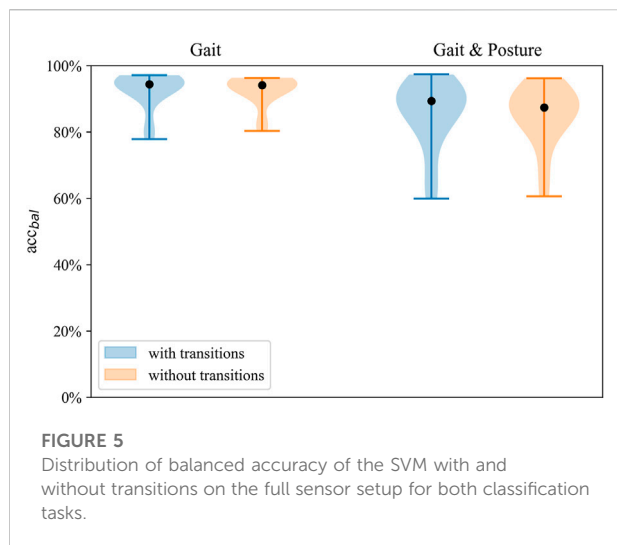 Gait
Gait & Posture
100%
80%
60%
40%
20%
0%
acc_bal
with transitions
without transitions
FIGURE 5
Distribution of balanced accuracy of the SVM with and
without transitions on the full sensor setup for both classification
tasks.